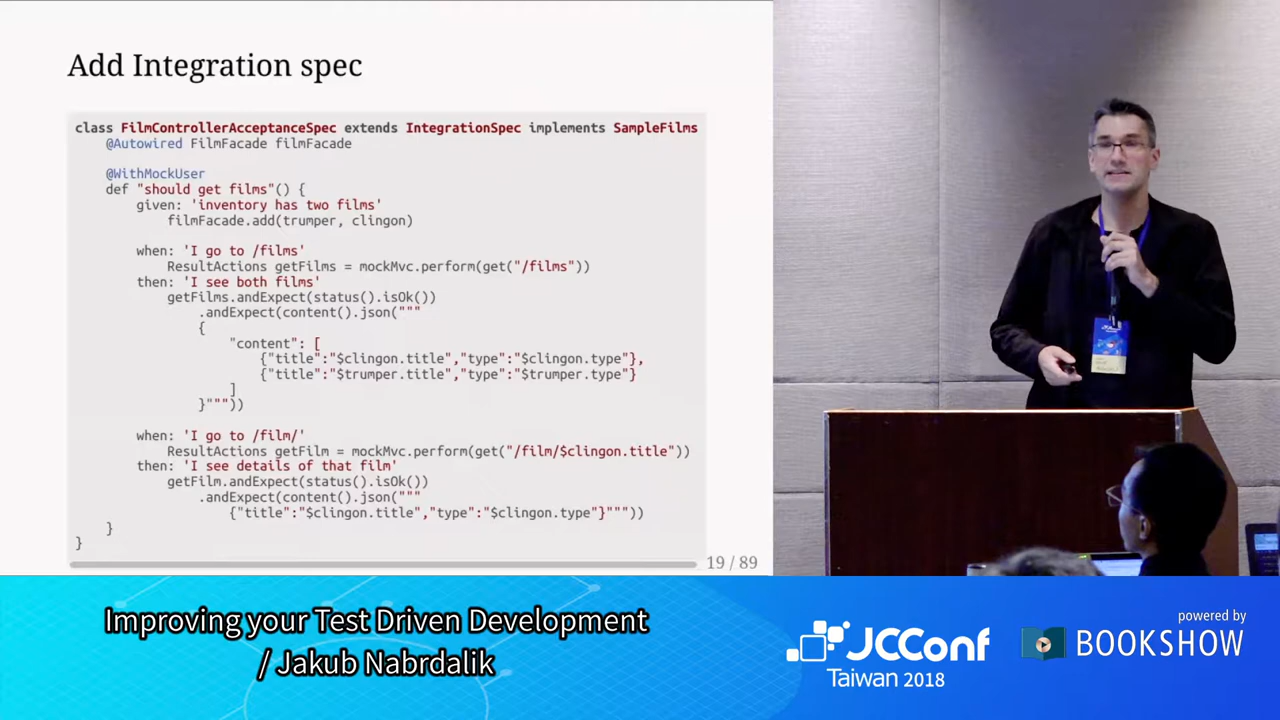 Add Integration spec
class FilmControllerAcceptanceSpec extends IntegrationSpec implements SampleFilms
@Autowired FilmFacade filmFacade
@WithMockUser
def "should get films"() {
given: 'inventory has two films'
filmFacade.add(trumper, clingon)
when: 'I go to /films'
ResultActions getFilms = mockMvc.perform(get("/films"))
then: 'I see both films'
getFilms.andExpect(status().isOk())
.andExpect(content().json("""
{
"content": [
{"title":"$clingon.title","type":"$clingon.type"},
{"title":"$trumper.title","type":"$trumper.type"}
]
}"""))
when: 'I go to /film/'
ResultActions getFilm = mockMvc.perform(get("/film/$clingon.title"))
then: 'I see details of that film'
getFilm.andExpect(status().isOk())
.andExpect(content().json("""
{"title":"$clingon.title","type":"$clingon.type"}"""))
}
}
19 / 89
Improving your Test Driven Development
/ Jakub Nabrdalik
JCConf
Taiwan 2018
powered by
BOOKSHOW